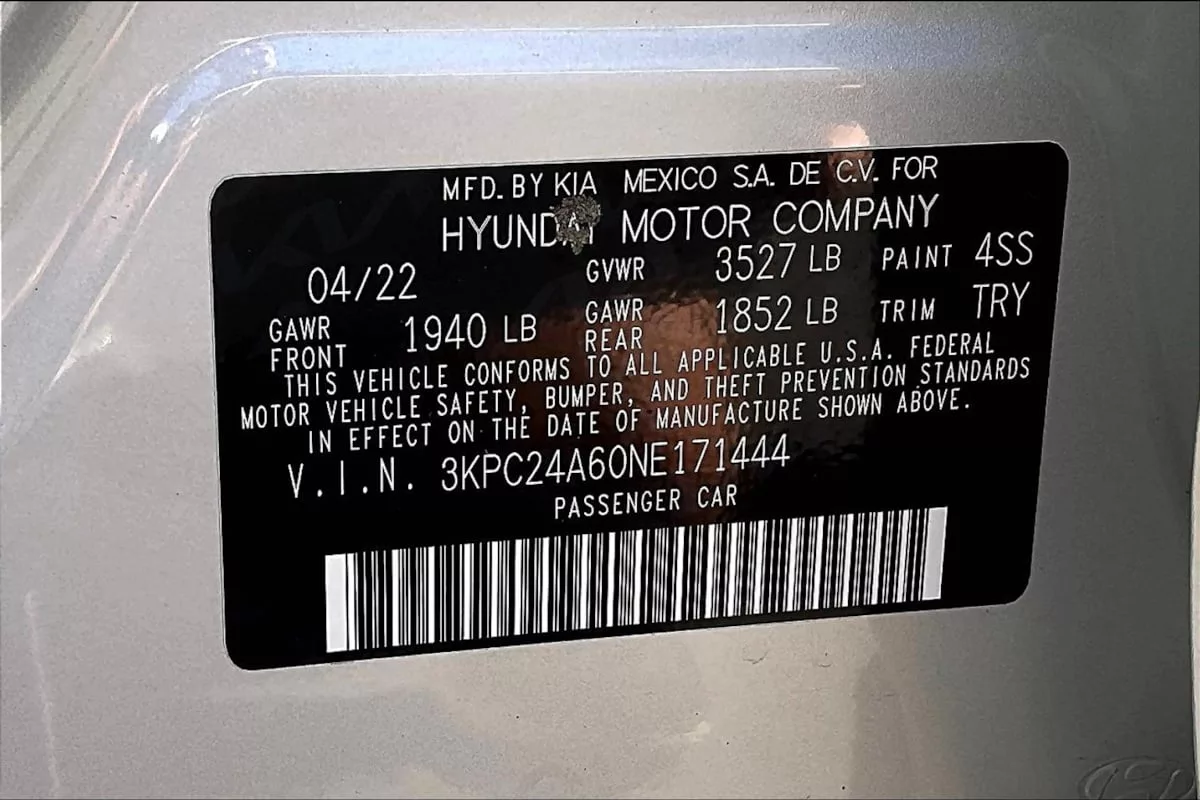 MFD. BY KIA MEXICO S.A. DE C.V. FOR
HYUNDAI MOTOR COMPANY
04/22 GVWR 3527 LB PAINT 4SS
GAWR FRONT 1940 LB GAWR REAR 1852 LB TRIM TRY
THIS VEHICLE CONFORMS TO ALL APPLICABLE U.S.A. FEDERAL
MOTOR VEHICLE SAFETY, BUMPER, AND THEFT PREVENTION STANDARDS
IN EFFECT ON THE DATE OF MANUFACTURE SHOWN ABOVE.
V.I.N. 3KPC24A60NE171444
PASSENGER CAR